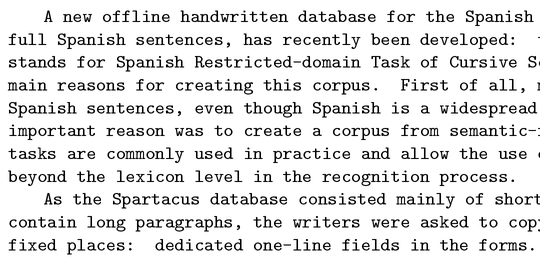 A new offline handwritten database for the Spanish
full Spanish sentences, has recently been developed:
stands for Spanish Restricted-domain Task of Cursive
main reasons for creating this corpus. First of all,
Spanish sentences, even though Spanish is a widespread
important reason was to create a corpus from
tasks are commonly used in practice and allow the use
beyond the lexicon level in the recognition process.
As the Spartacus database consisted mainly of short
contain long paragraphs, the writers were asked to
fixed places: dedicated one-line fields in the forms.